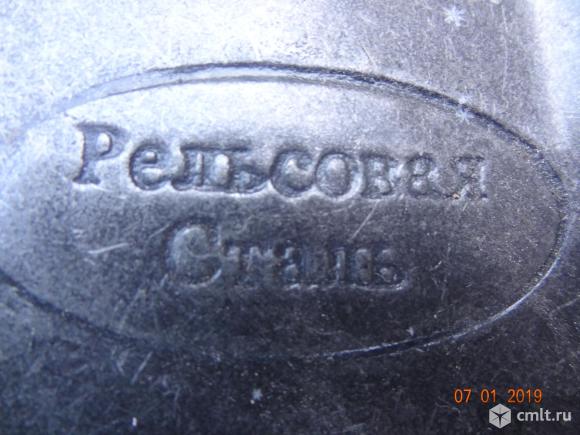 Рельсовая
Сталь
07 01 2019
cmlt.ru